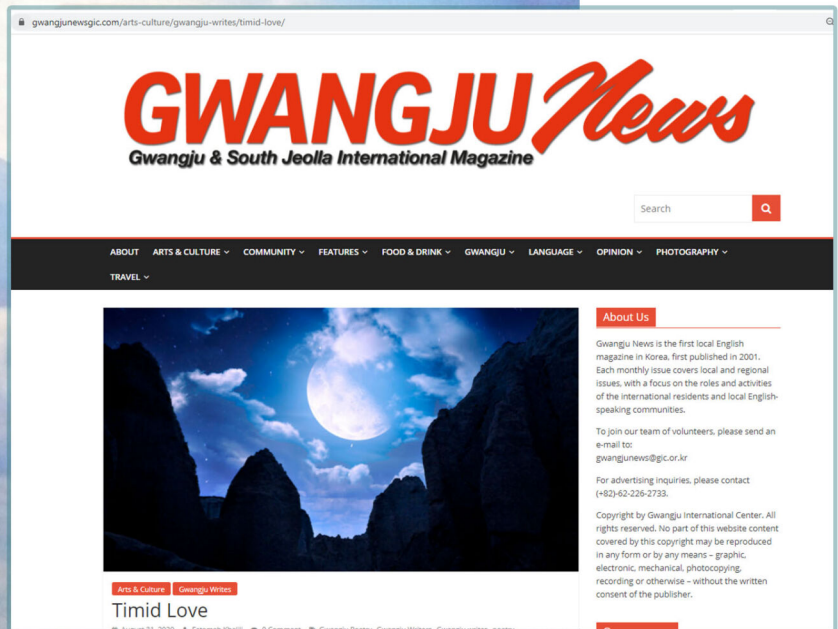 gwangjunewsgic.com/arts-culture/gwangju-writes/timid-love/
GWANGJU News
Gwangju & South Jeolla International Magazine
Search
ABOUT ARTS & CULTURE COMMUNITY FEATURES FOOD & DRINK GWANGJU LANGUAGE OPINION PHOTOGRAPHY
TRAVEL
Arts & Culture Gwangju Writes
Timid Love
About Us
Gwangju News is the first local English
magazine in Korea, first published in 2001.
Each monthly issue covers local and regional
issues, with a focus on the roles and activities
of the international residents and local English-
speaking communities.
To join our team of volunteers, please send an
e-mail to:
gwangjunews@gic.or.kr
For advertising inquiries, please contact
(+82)-62-226-2733.
Copyright by Gwangju International Center. All
rights reserved. No part of this website content
covered by this copyright may be reproduced
in any form or by any means – graphic,
electronic, mechanical, photocopying,
recording or otherwise – without the written
consent of the publisher.